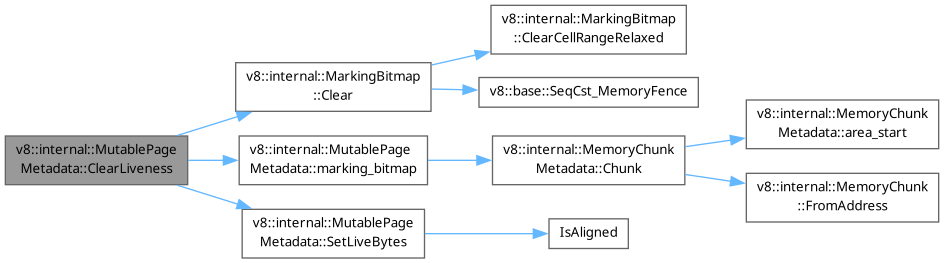 v8::internal::MutablePage
Metadata::ClearLiveness
v8::internal::MarkingBitmap
::Clear
v8::internal::MarkingBitmap
::ClearCellRangeRelaxed
v8::base::SeqCst_MemoryFence
v8::internal::MutablePage
Metadata::marking_bitmap
v8::internal::MemoryChunk
Metadata::Chunk
v8::internal::MemoryChunk
Metadata::area_start
v8::internal::MemoryChunk
::FromAddress
v8::internal::MutablePage
Metadata::SetLiveBytes
IsAligned